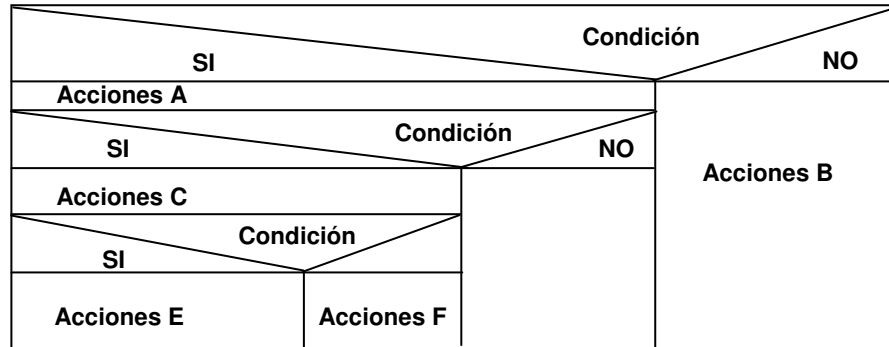 Condición
SI NO
Acciones A
Condición
SI NO
Acciones B
Acciones C
Condición
SI
Acciones E Acciones F